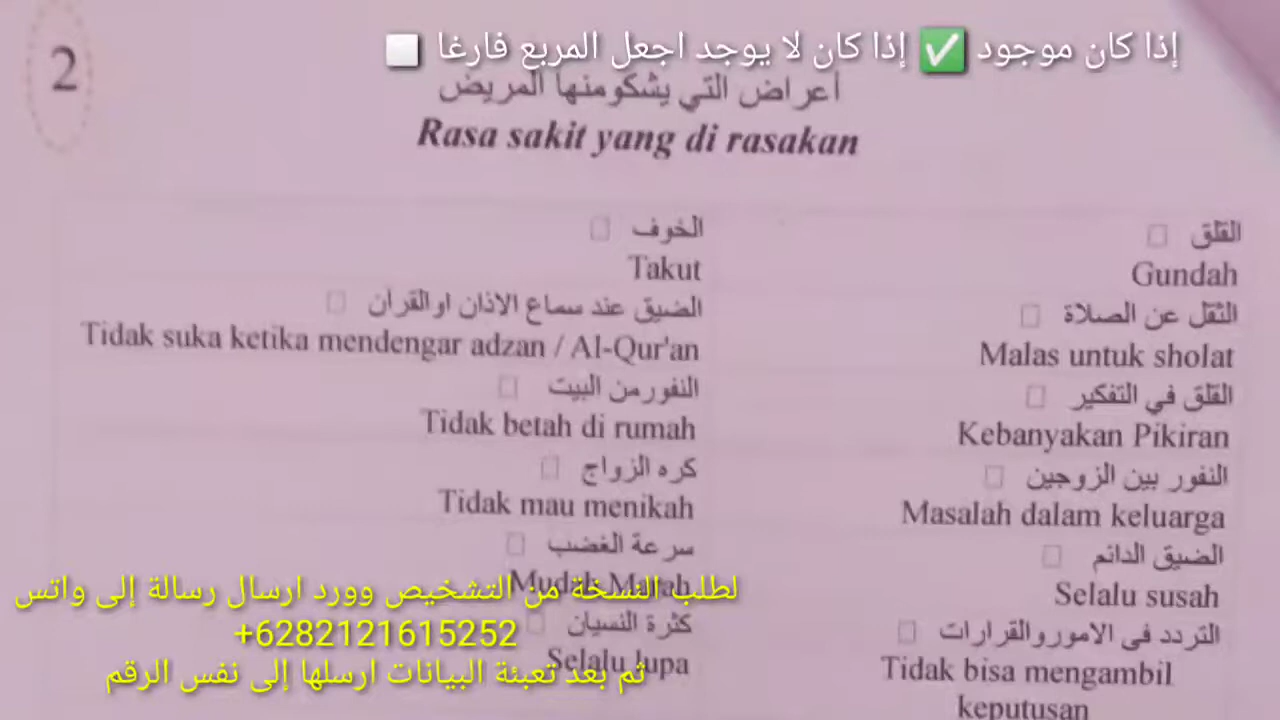 إذا كان موجود ✅ إذا كان لا يوجد اجعل المربع فارغا ⬜
2
أعراض التي يشكومنها المريض
Rasa sakit yang di rasakan
القلق □
Gundah
الثقل عن الصلاة □
Malas untuk sholat
القلق في التفكير □
Kebanyakan Pikiran
النفور بين الزوجين □
Masalah dalam keluarga
الضيق الدائم □
Selalu susah
التردد فى الاموروالقرارات □
Tidak bisa mengambil
keputusan
الخوف □
Takut
الضيق عند سماع الاذان اوالقرآن □
Tidak suka ketika mendengar adzan / Al-Qur'an
النفورمن البيت □
Tidak betah di rumah
كره الزواج □
Tidak mau menikah
سرعة الغضب □
Mudah Marah
كثرة النسيان □
Selalu lupa
لطلب النسخة من التشخيص وورد ارسال رسالة إلى واتس
+6282121615252
ثم بعد تعبئة البيانات ارسلها إلى نفس الرقم